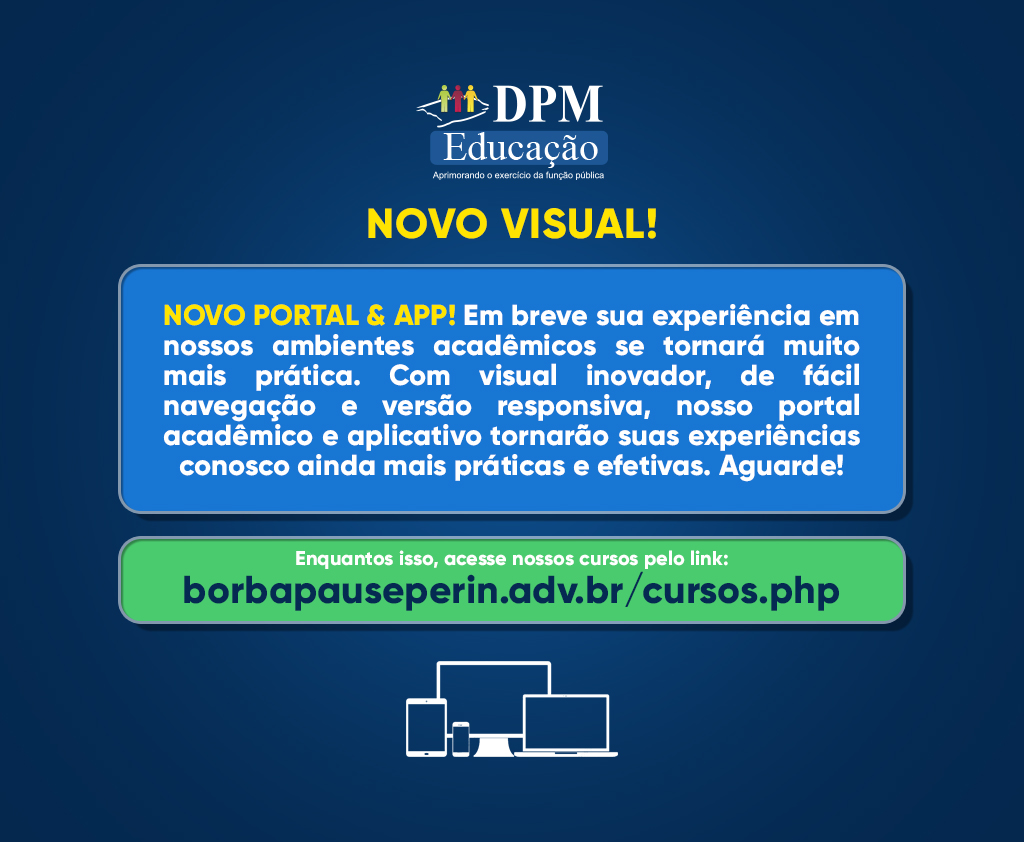 DPM
Educação
Aprimorando o exercício da função pública
NOVO VISUAL!
NOVO PORTAL & APP! Em breve sua experiência em
nossos ambientes acadêmicos se tornará muito
mais prática. Com visual inovador, de fácil
navegação e versão responsiva, nosso portal
acadêmico e aplicativo tornarão suas experiências
conosco ainda mais práticas e efetivas. Aguarde!
Enquantos isso, acesse nossos cursos pelo link:
borbapauseperin.adv.br/cursos.php